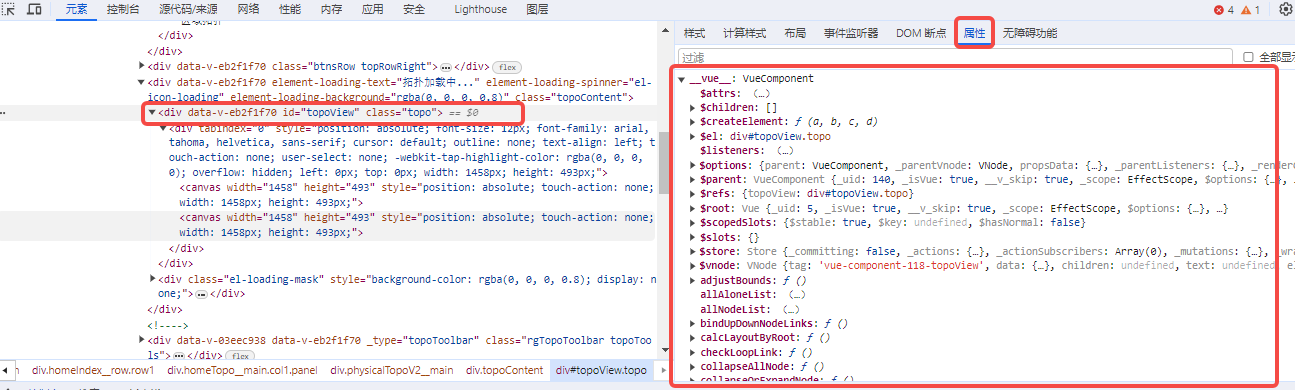 元素 控制台 源代码/来源 网络 性能 内存 应用 安全 Lighthouse 图层 4 1
</div>
</div>
<div data-v-eb2f1f70 class="btnsRow topRowRight"> </div> flex
<div data-v-eb2f1f70 element-loading-text="拓扑加载中..." element-loading-spinner="el-
icon-loading" element-loading-background="rgba(0, 0, 0, 0.8)" class="topoContent">
<div data-v-eb2f1f70 id="topoView" class="topo"> == $0
<div tabindex="0" style="position: absolute; font-size: 12px; font-family: arial,
tahoma, helvetica, sans-serif; cursor: default; outline: none; text-align: left; t
ouch-action: none; user-select: none; -webkit-tap-highlight-color: rgba(0, 0, 0,
0); overflow: hidden; left: 0px; top: 0px; width: 1458px; height: 493px;">
<canvas width="1458" height="493" style="position: absolute; touch-action: none;
width: 1458px; height: 493px;">
<canvas width="1458" height="493" style="position: absolute; touch-action: none;
width: 1458px; height: 493px;">
</div>
</div>
<div class="el-loading-mask" style="background-color: rgba(0, 0, 0, 0.8); display: no
ne;"> </div>
</div>
<!---->
<div data-v-03eec938 data-v-eb2f1f70 _type="topoToolbar" class="rgTopoToolbar topoToo
ls"> </div> flex
div.homeIndex__row.row1 div.homeTopo__main.col1.panel div.physicalTopoV2__main div.topoContent div#topoView.topo
样式 计算样式 布局 事件监听器 DOM 断点 属性 无障碍功能
过滤 全部显示
__vue__: VueComponent
$attrs: (…)
$children: []
$createElement: ƒ (a, b, c, d)
$el: div#topoView.topo
$listeners: (…)
$options: {parent: VueComponent, _parentVnode: VNode, propsData: {…}, _parentListeners: {…}, _rendere
$parent: VueComponent {_uid: 140, _isVue: true, __v_skip: true, _scope: EffectScope, $options: {…},
$refs: {topoView: div#topoView.topo}
$root: Vue {_uid: 5, _isVue: true, __v_skip: true, _scope: EffectScope, $options: {…}, …}
$scopedSlots: {$stable: true, $key: undefined, $hasNormal: false}
$slots: {}
$store: Store {_committing: false, _actions: {…}, _actionSubscribers: Array(0), _mutations: {…}, _wra
$vnode: VNode {tag: 'vue-component-118-topoView', data: {…}, children: undefined, text: undefined, el
adjustBounds: ƒ ()
allAloneList: (…)
allNodeList: (…)
bindUpDownNodeLinks: ƒ ()
calcLayoutByRoot: ƒ ()
checkLoopLink: ƒ ()
collapseAllNode: ƒ ()
collapseOrExpandNode: ƒ ()